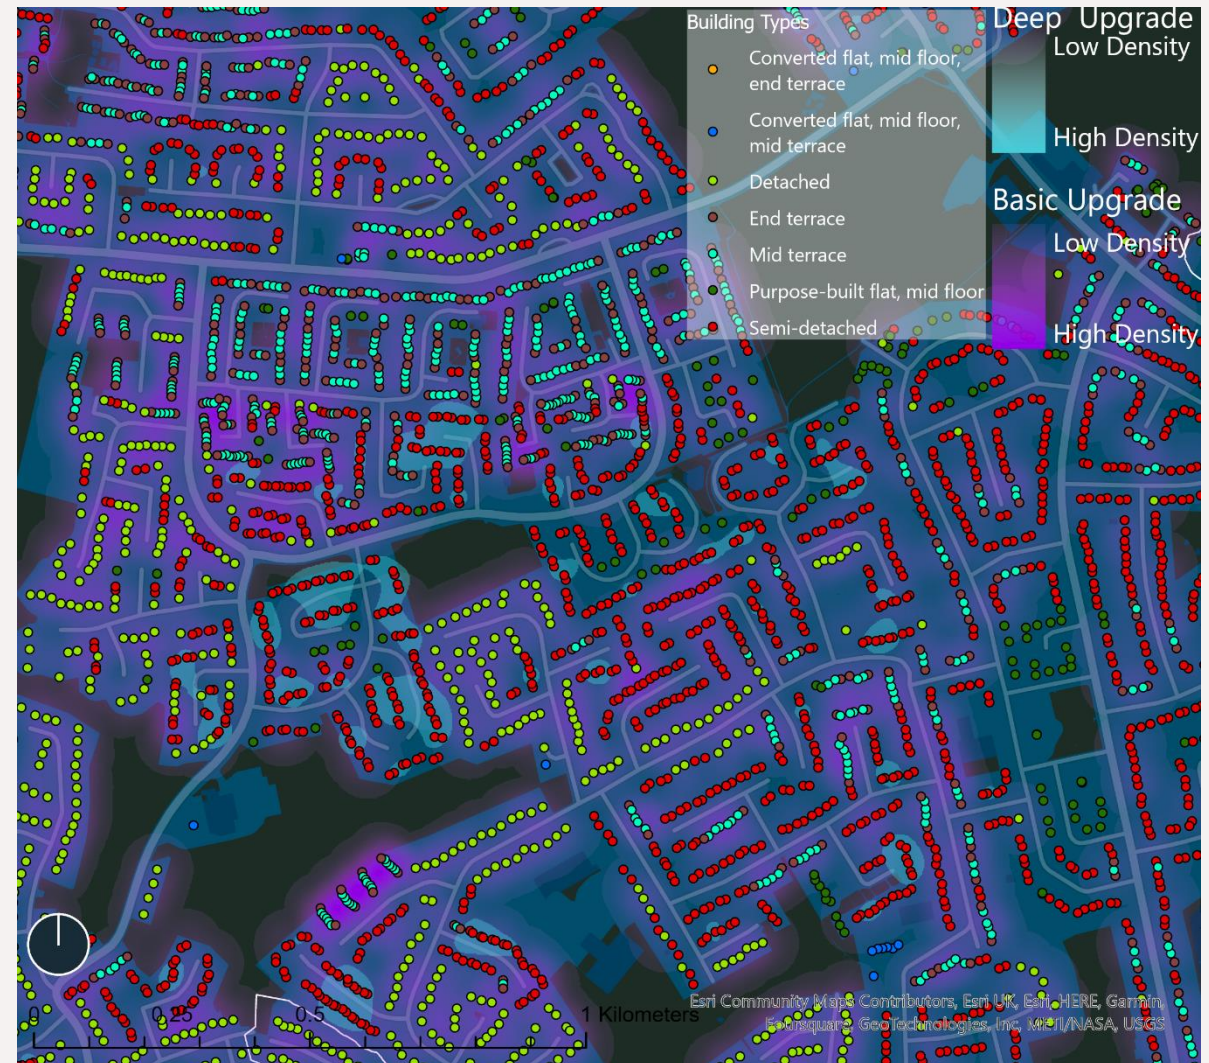 Building Types
Converted flat, mid floor,
end terrace
Converted flat, mid floor,
mid terrace
Detached
End terrace
Mid terrace
Purpose-built flat, mid floor
Semi-detached
Deep Upgrade
Low Density
High Density
Basic Upgrade
Low Density
High Density
0 0.25 0.5 1 Kilometers
Esri Community Maps Contributors, Esri UK, Esri, HERE, Garmin,
Foursquare, GeoTechnologies, Inc, METI/NASA, USGS